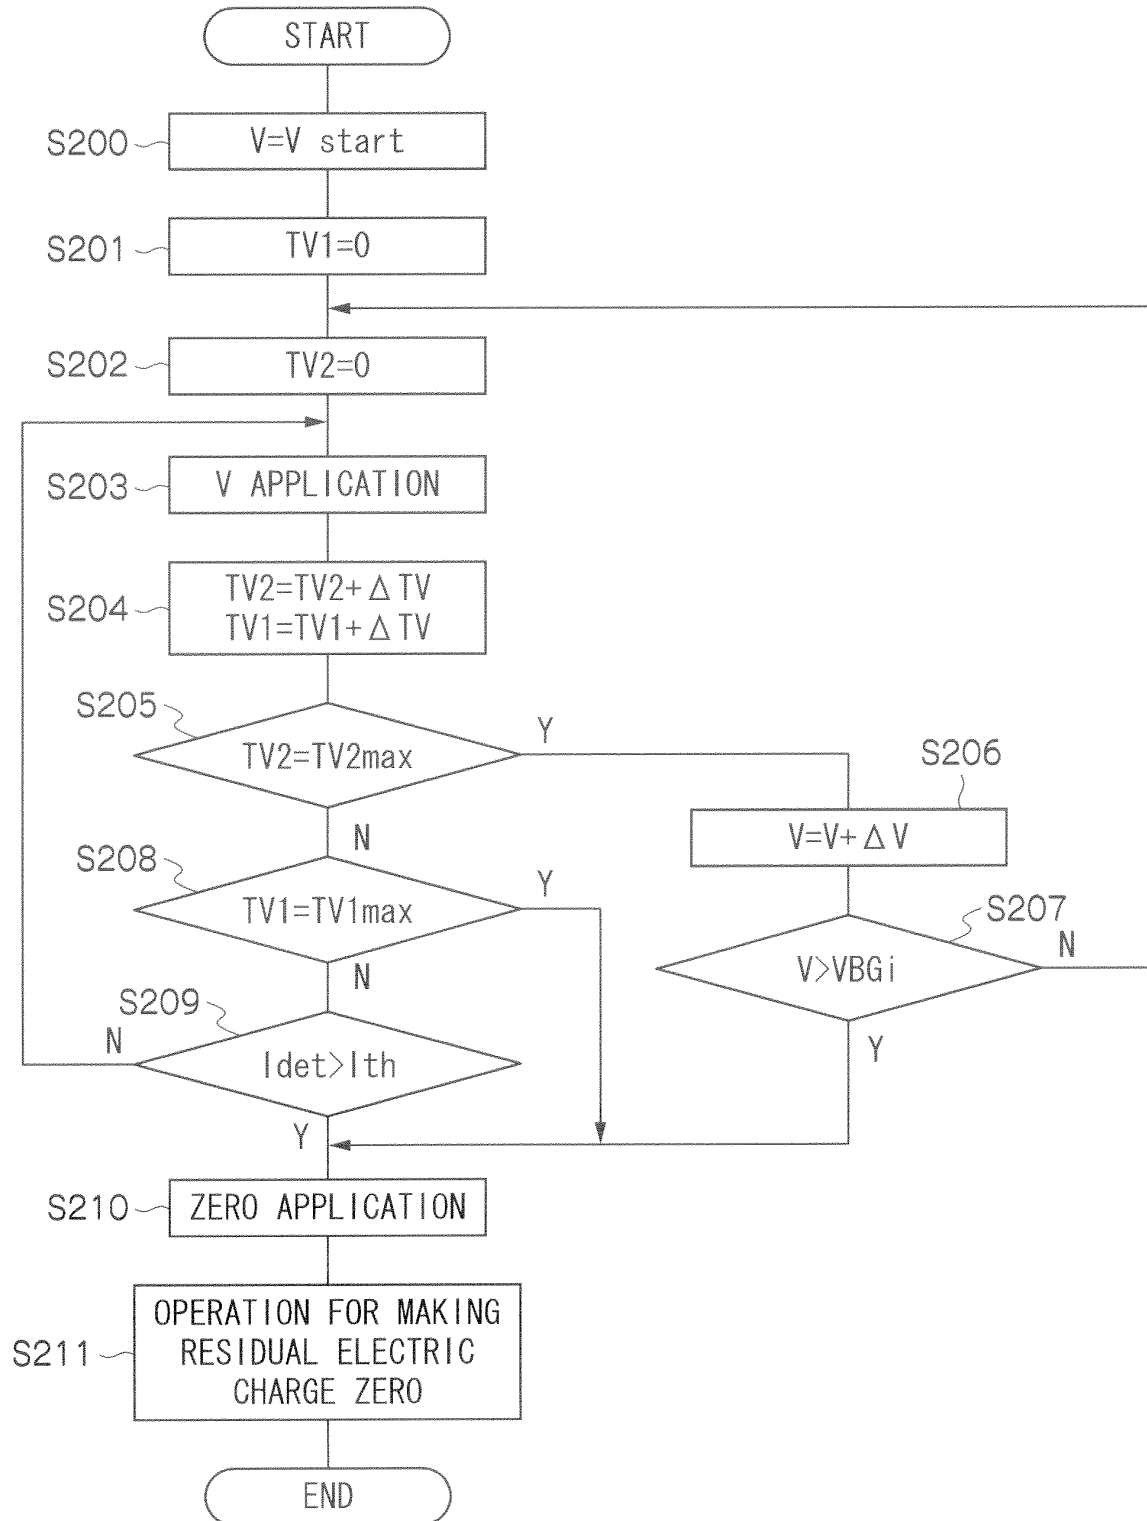 START
S200
V=V start
S201
TV1=0
S202
TV2=0
S203
V APPLICATION
S204
TV2=TV2+ΔTV
TV1=TV1+ΔTV
S205
TV2=TV2max
Y
N
S206
V=V+ΔV
S207
V>VBGi
N
Y
S208
TV1=TV1max
Y
N
S209
Idet>Ith
N
Y
S210
ZERO APPLICATION
S211
OPERATION FOR MAKING
RESIDUAL ELECTRIC
CHARGE ZERO
END